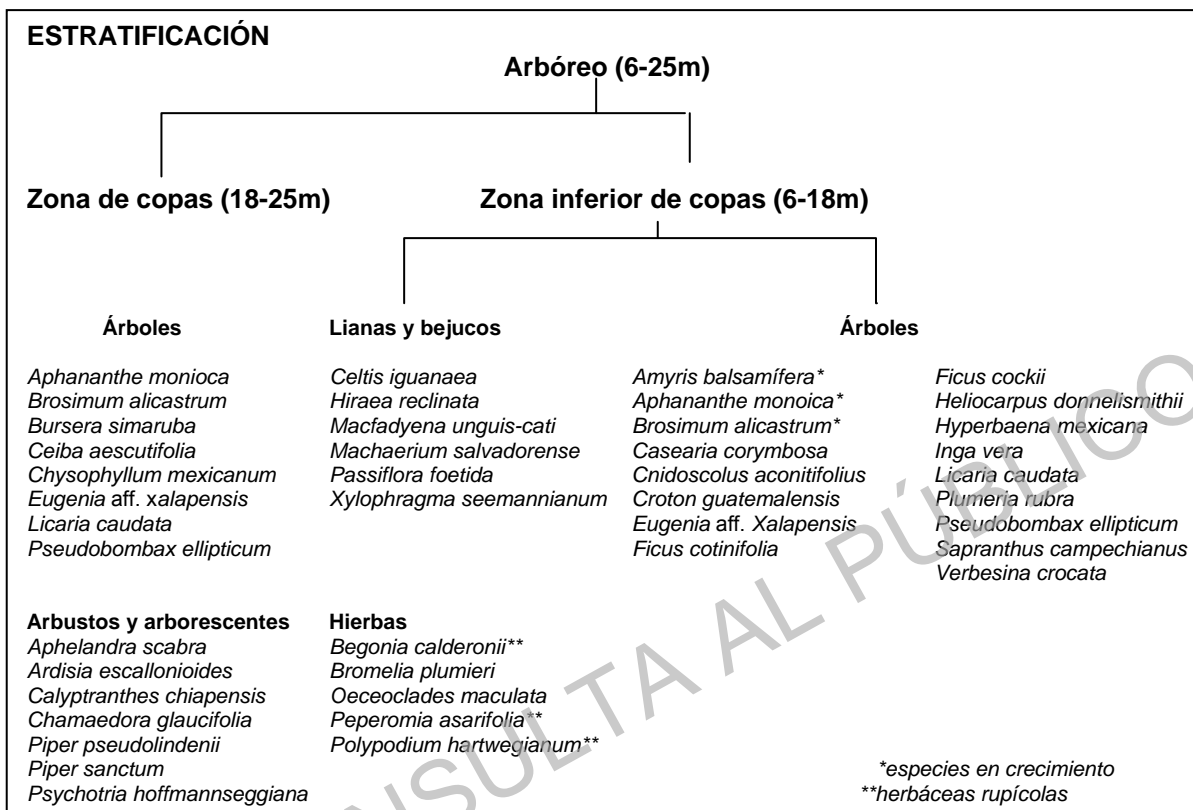 ESTRATIFICACIÓN
Arbóreo (6-25m)
Zona de copas (18-25m)
Zona inferior de copas (6-18m)
Árboles
Aphananthe monioca
Brosimum alicastrum
Bursera simaruba
Ceiba aescutifolia
Chysophyllum mexicanum
Eugenia aff. xalapensis
Licaria caudata
Pseudobombax ellipticum
Lianas y bejucos
Celtis iguanaea
Hiraea reclinata
Macfadyena unguis-cati
Machaerium salvadorense
Passiflora foetida
Xylophragma seemannianum
Árboles
Amyris balsamífera*
Aphananthe monoica*
Brosimum alicastrum*
Casearia corymbosa
Cnidoscolus aconitifolius
Croton guatemalensis
Eugenia aff. Xalapensis
Ficus cotinifolia
Ficus cockii
Heliocarpus donnelismithii
Hyperbaena mexicana
Inga vera
Licaria caudata
Plumeria rubra
Pseudobombax ellipticum
Sapranthus campechianus
Verbesina crocata
Arbustos y arborescentes
Aphelandra scabra
Ardisia escallonioides
Calyptranthes chiapensis
Chamaedora glaucifolia
Piper pseudolindenii
Piper sanctum
Psychotria hoffmannseggiana
Hierbas
Begonia calderonii**
Bromelia plumieri
Oeceoclades maculata
Peperomia asarifolia**
Polypodium hartwegianum**
*especies en crecimiento
**herbáceas rupícolas
NSULTA AL PÚBLICO